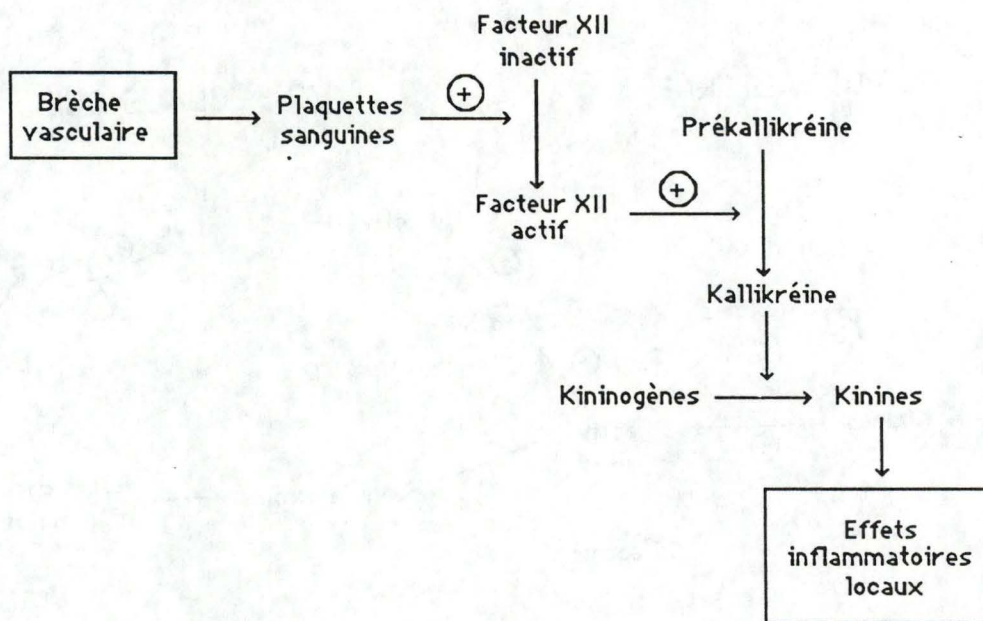 Facteur XII
inactif
Brèche
vasculaire
Plaquettes
sanguines
+
Prékallikréine
Facteur XII
actif
+
Kallikréine
Kininogènes
Kinines
Effets
inflammatoires
locaux